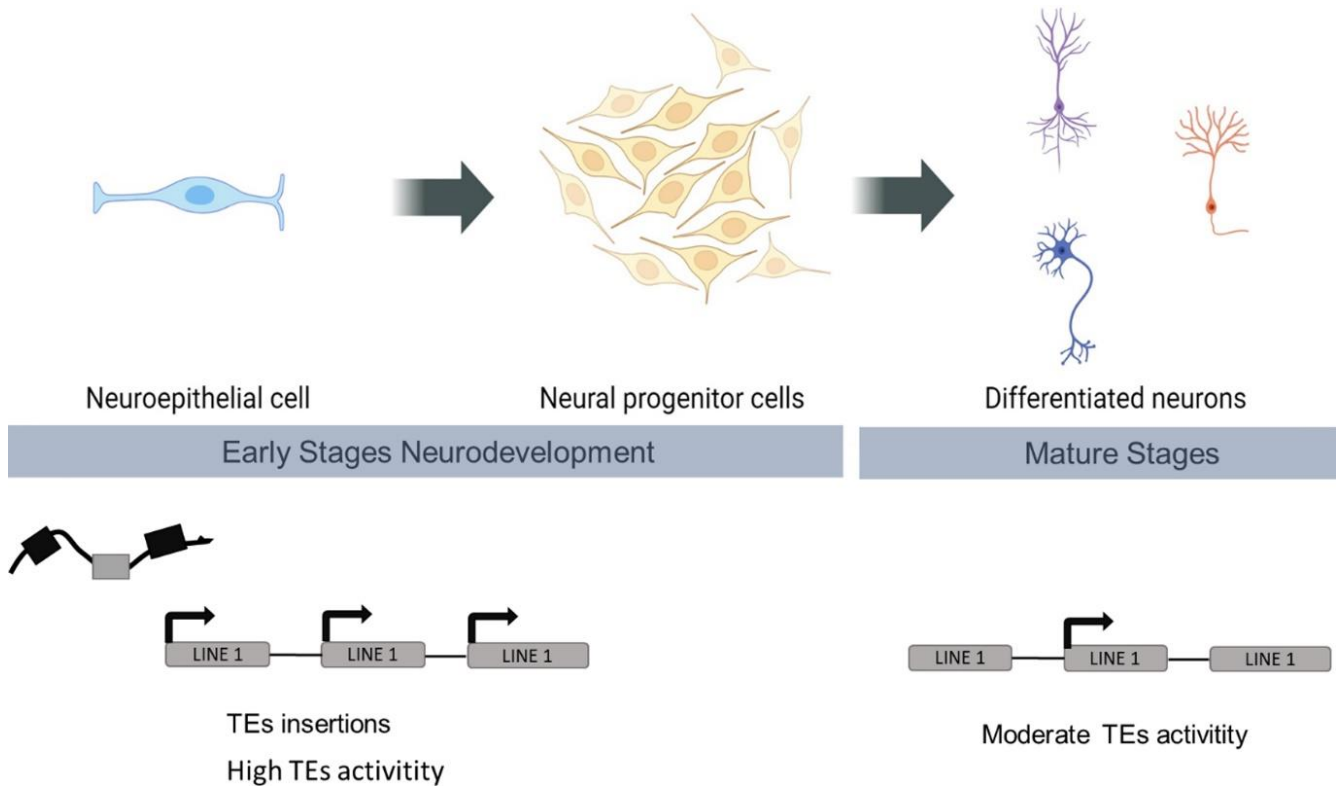 Neuroepithelial cell
Neural progenitor cells
Differentiated neurons
Early Stages Neurodevelopment
Mature Stages
LINE 1
LINE 1
LINE 1
TEs insertions
High TEs activitity
LINE 1
LINE 1
LINE 1
Moderate TEs activitity